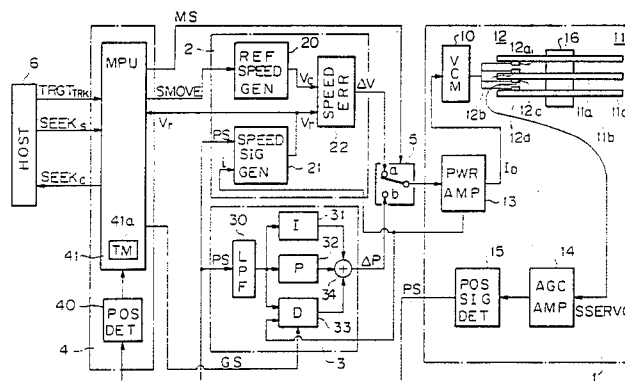 MS
2
20
REF
SPEED
GEN
VC
SPEED
ERR
ΔV
22
MPU
SMOVE
Vr
Vr
PS
SPEED
SIG
GEN
21
6
HOST
TRGT TRK
SEEK S
SEEK C
41a
TM
41
40
POS
DET
4
GS
5
a
b
30
PS
LPF
I
31
P
32
D
33
34
ΔP
3
10
VCM
12
12a
16
11
12b
12c
12d
11a
11b
11c
PWR
AMP
13
I0
15
POS
SIG
DET
PS
14
AGC
AMP
SSERVO
1